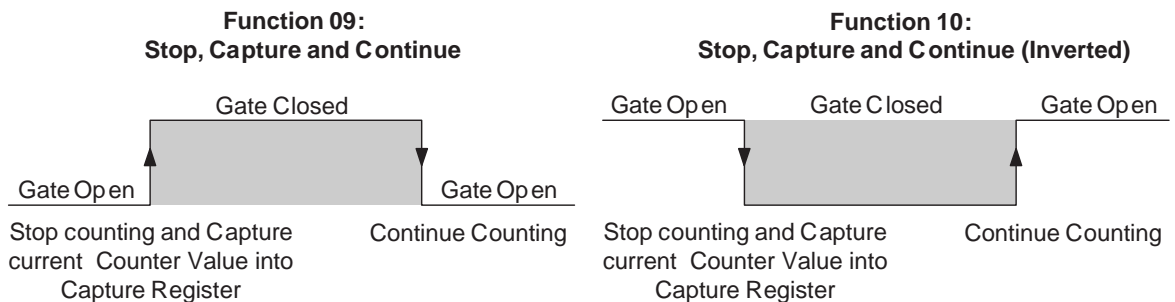 Function 09:
Stop, Capture and Continue
Gate Closed
Gate Open
Gate Open
Stop counting and Capture
current Counter Value into
Capture Register
Continue Counting
Function 10:
Stop, Capture and Continue (Inverted)
Gate Open
Gate Closed
Gate Open
Stop counting and Capture
current Counter Value into
Capture Register
Continue Counting